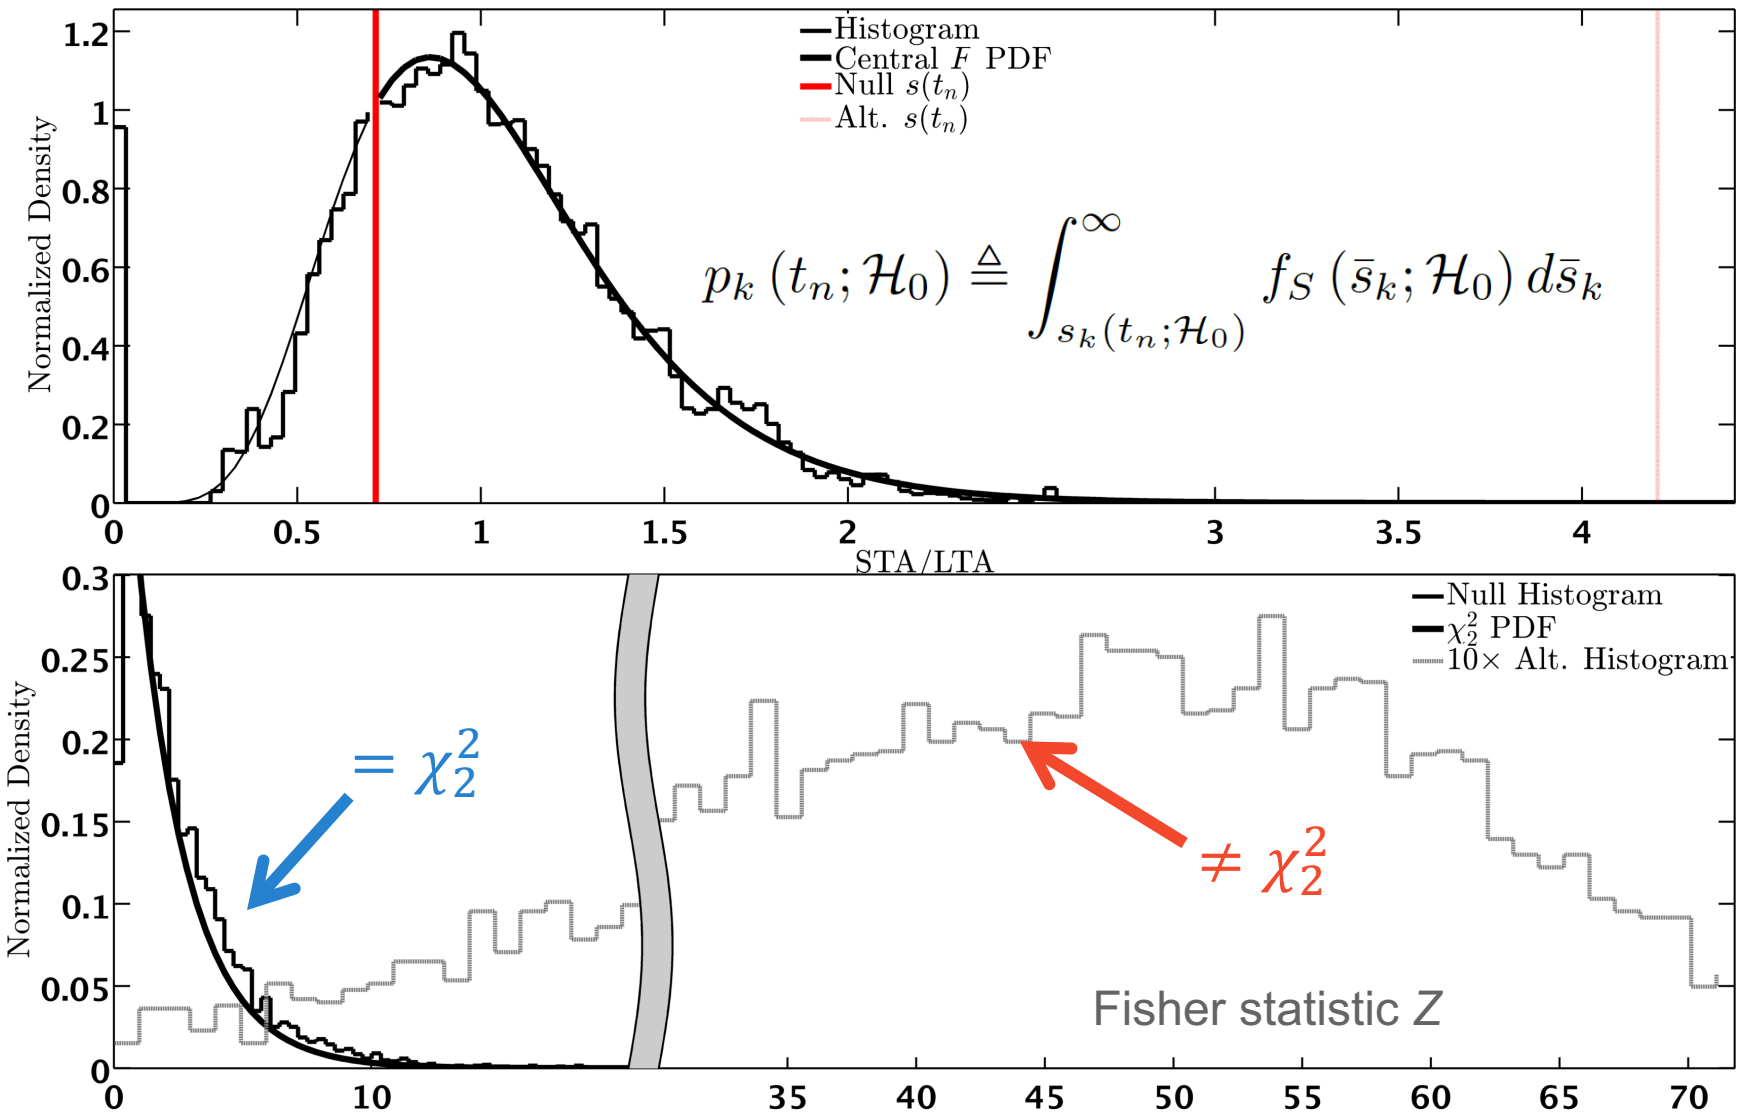 Histogram
Central F PDF
Null s(tₙ)
Alt. s(tₙ)
1.2
1
0.8
0.6
0.4
0.2
0
Normalized Density
pₖ (tₙ; ℋ₀) ≜ ∫_{sₖ(tₙ;ℋ₀)}^{∞} f_S (s̄ₖ; ℋ₀) ds̄ₖ
0 0.5 1 1.5 2 3 3.5 4
STA/LTA
0.3
0.25
0.2
0.15
0.1
0.05
0
Normalized Density
Null Histogram
χ²₂ PDF
10× Alt. Histogram
= χ²₂
≠ χ²₂
Fisher statistic Z
10 35 40 45 50 55 60 65 70